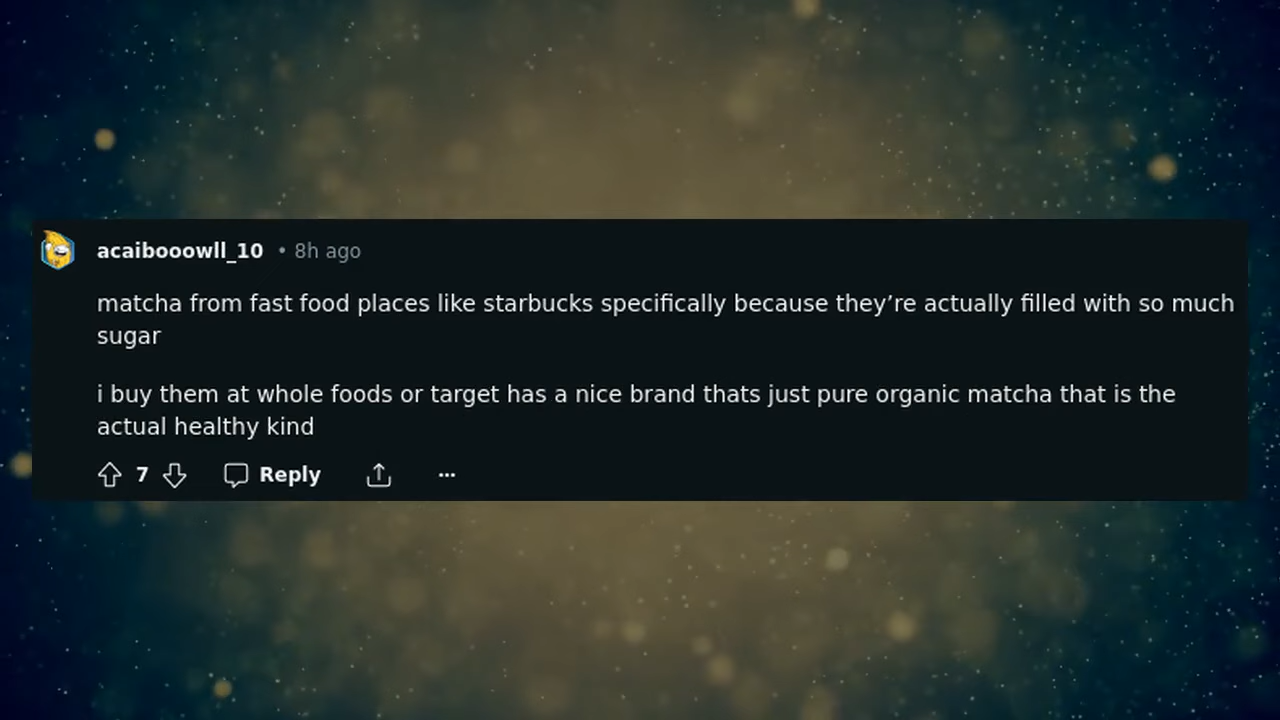 acaibooowll_10 • 8h ago
matcha from fast food places like starbucks specifically because they’re actually filled with so much
sugar
i buy them at whole foods or target has a nice brand thats just pure organic matcha that is the
actual healthy kind
7 Reply ...